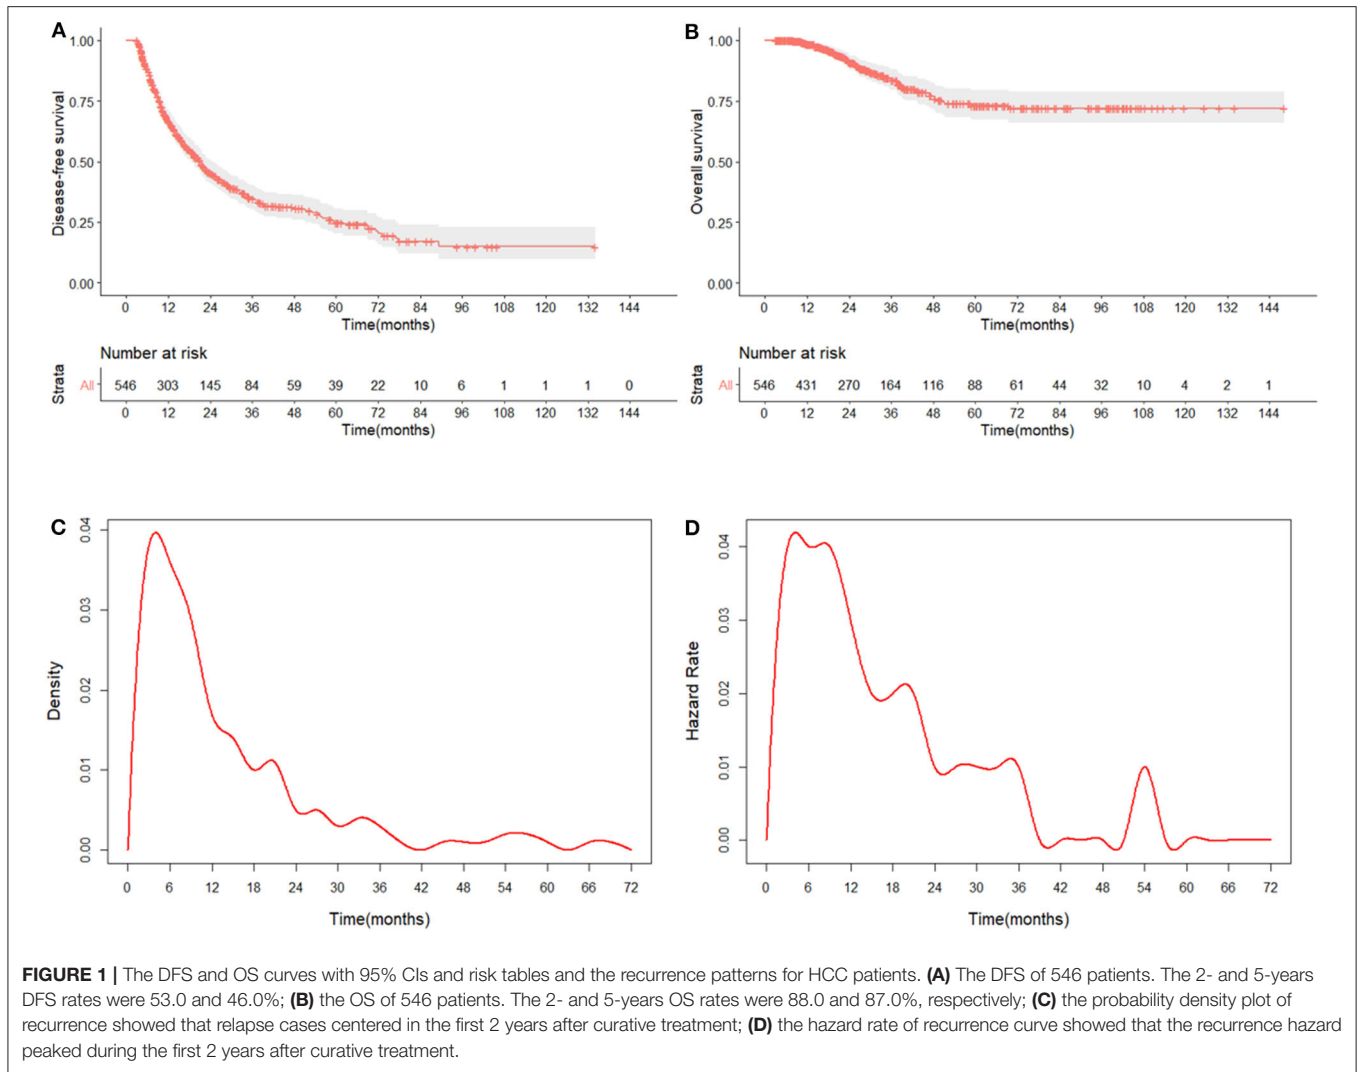 A
1.00
0.75
0.50
0.25
0.00
Disease-free survival
0 12 24 36 48 60 72 84 96 108 120 132 144
Time(months)
Number at risk
Strata
All 546 303 145 84 59 39 22 10 6 1 1 1 0
0 12 24 36 48 60 72 84 96 108 120 132 144
Time(months)
B
1.00
0.75
0.50
0.25
0.00
Overall survival
0 12 24 36 48 60 72 84 96 108 120 132 144
Time(months)
Number at risk
Strata
All 546 431 270 164 116 88 61 44 32 10 4 2 1
0 12 24 36 48 60 72 84 96 108 120 132 144
Time(months)
C
0.04
0.03
0.02
0.01
0.00
Density
0 6 12 18 24 30 36 42 48 54 60 66 72
Time(months)
D
0.04
0.03
0.02
0.01
0.00
Hazard Rate
0 6 12 18 24 30 36 42 48 54 60 66 72
Time(months)
FIGURE 1 | The DFS and OS curves with 95% CIs and risk tables and the recurrence patterns for HCC patients. (A) The DFS of 546 patients. The 2- and 5-years
DFS rates were 53.0 and 46.0%; (B) the OS of 546 patients. The 2- and 5-years OS rates were 88.0 and 87.0%, respectively; (C) the probability density plot of
recurrence showed that relapse cases centered in the first 2 years after curative treatment; (D) the hazard rate of recurrence curve showed that the recurrence hazard
peaked during the first 2 years after curative treatment.